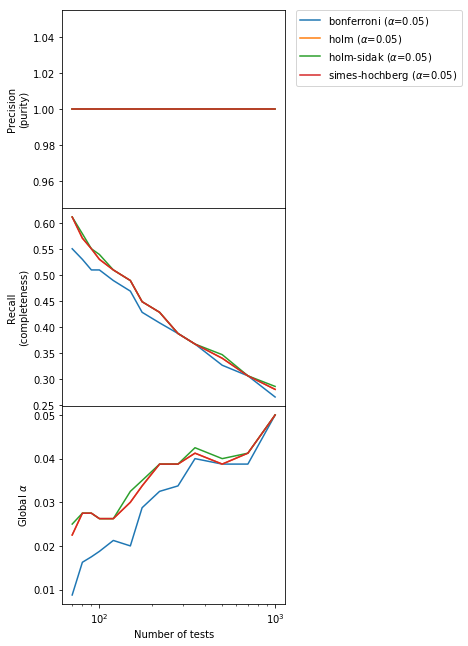 bonferroni (α=0.05)
holm (α=0.05)
holm-sidak (α=0.05)
simes-hochberg (α=0.05)
Precision
(purity)
1.04
1.02
1.00
0.98
0.96
Recall
(completeness)
0.60
0.55
0.50
0.45
0.40
0.35
0.30
0.25
Global α
0.05
0.04
0.03
0.02
0.01
10²
10³
Number of tests